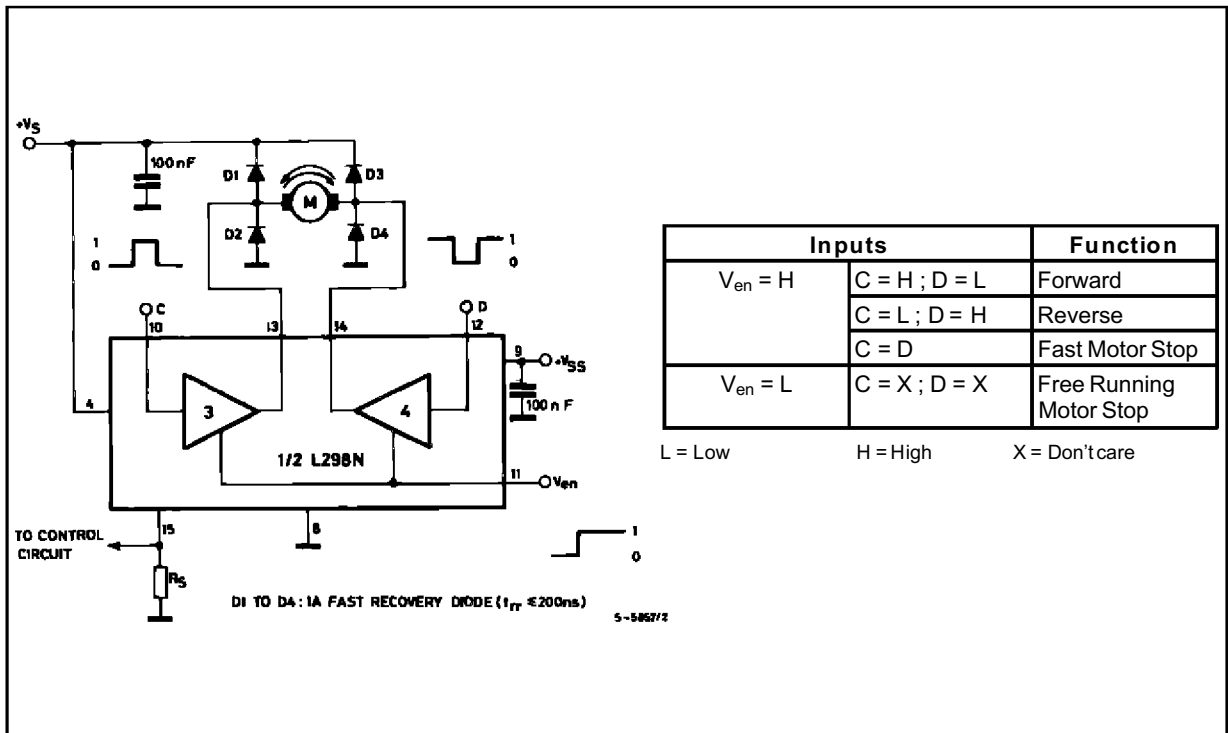 +VS
100nF
D1
D3
M
D2
D4
1
0
1
0
C
D
10
13
14
12
9
+VSS
100nF
4
3
4
1/2 L298N
11
Ven
15
8
TO CONTROL
CIRCUIT
RS
1
0
D1 TO D4 : 1A FAST RECOVERY DIODE (trr ≤200ns)
S-5857/2
Inputs Function
Ven = H C = H ; D = L Forward
C = L ; D = H Reverse
C = D Fast Motor Stop
Ven = L C = X ; D = X Free Running
Motor Stop
L = Low H = High X = Don't care